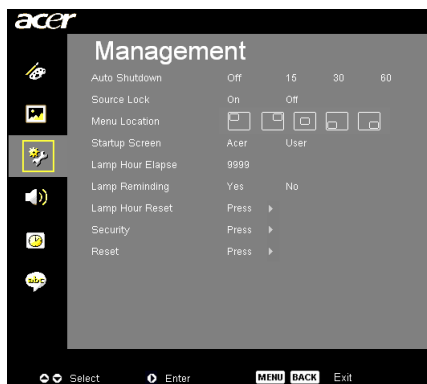 acer
Management
Auto Shutdown Off 15 30 60
Source Lock On Off
Menu Location
Startup Screen Acer User
Lamp Hour Elapse 9999
Lamp Reminding Yes No
Lamp Hour Reset Press
Security Press
Reset Press
abc
Select Enter MENU BACK Exit